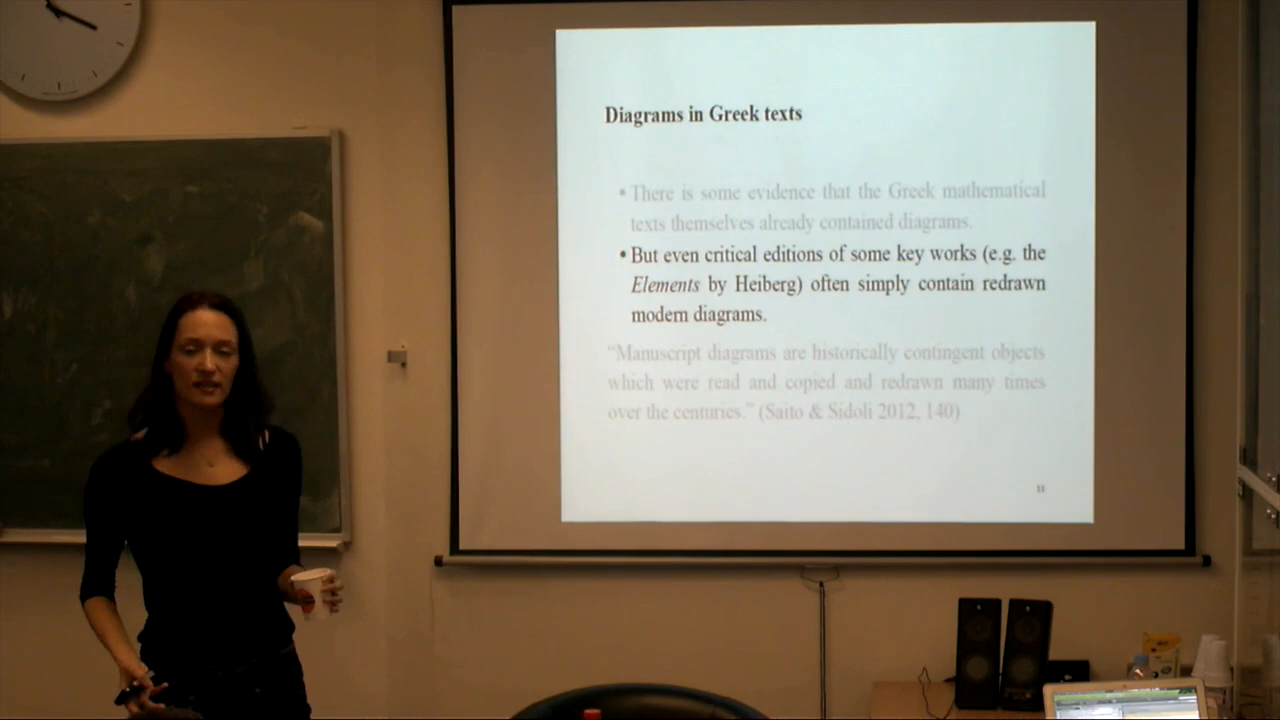 Diagrams in Greek texts
• There is some evidence that the Greek mathematical
texts themselves already contained diagrams.
• But even critical editions of some key works (e.g. the
Elements by Heiberg) often simply contain redrawn
modern diagrams.
“Manuscript diagrams are historically contingent objects
which were read and copied and redrawn many times
over the centuries.” (Saito & Sidoli 2012, 140)